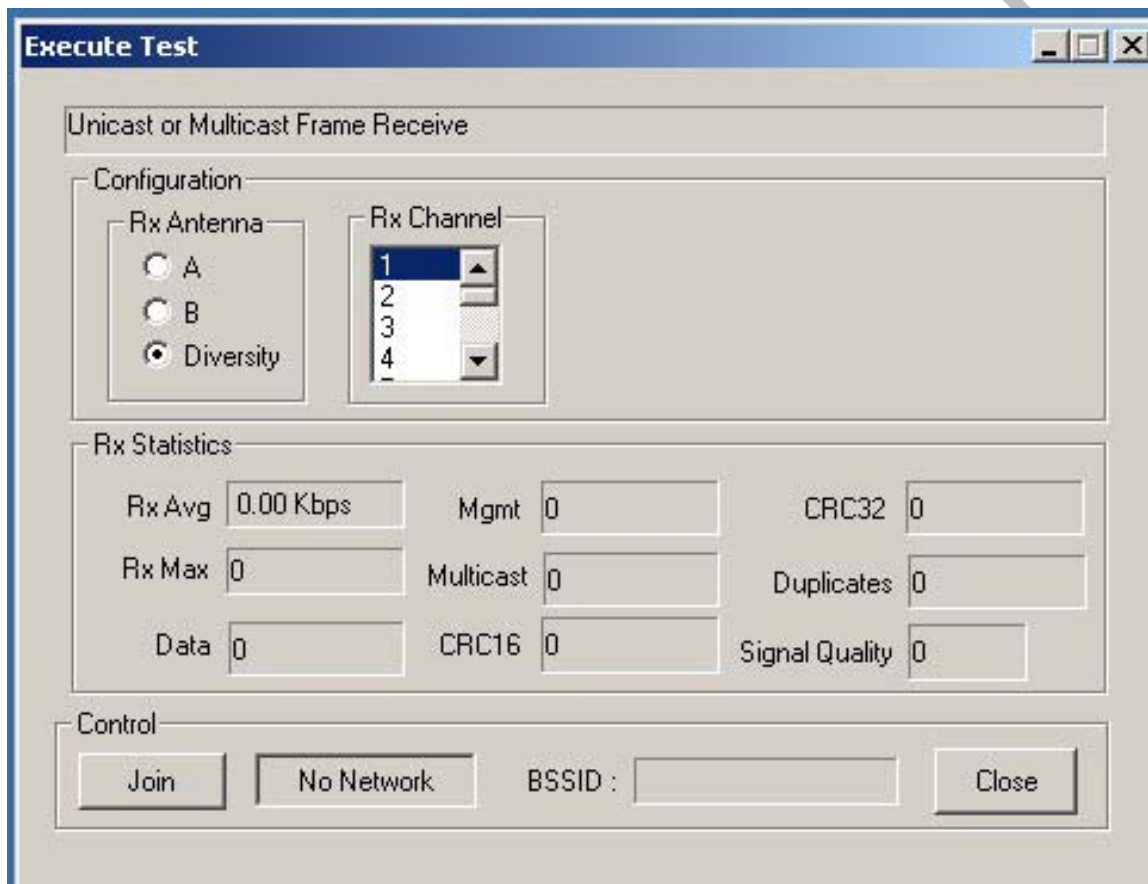 Execute Test
Unicast or Multicast Frame Receive
Configuration
Rx Antenna
A
B
Diversity
Rx Channel
1
2
3
4
Rx Statistics
Rx Avg 0.00 Kbps Mgmt 0 CRC32 0
Rx Max 0 Multicast 0 Duplicates 0
Data 0 CRC16 0 Signal Quality 0
Control
Join No Network BSSID : Close